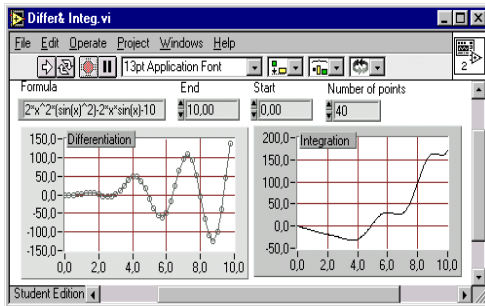 Differ& Integ.vi
File Edit Operate Project Windows Help
13pt Application Font
2
Formula End Start Number of points
2*x^2*(sin(x)^2)-2*x*sin(x)-10 10,00 0,00 40
Differentiation
150,0
100,0
50,0
0,0
-50,0
-100,0
-150,0
0,0 2,0 4,0 6,0 8,0 10,0
Integration
200,0
150,0
100,0
50,0
0,0
-50,0
0,0 2,0 4,0 6,0 8,0 10,0
Student Edition